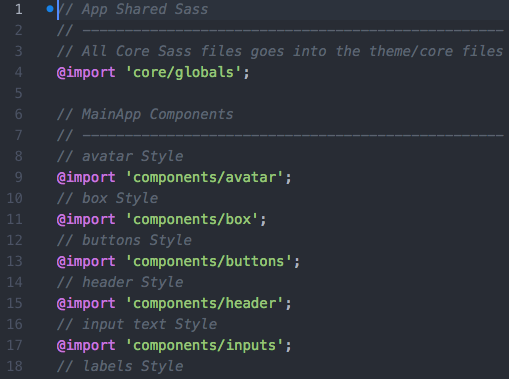 1 // App Shared Sass
2 // ---------------------------------------------------
3 // All Core Sass files goes into the theme/core files
4 @import 'core/globals';
5
6 // MainApp Components
7 // ---------------------------------------------------
8 // avatar Style
9 @import 'components/avatar';
10 // box Style
11 @import 'components/box';
12 // buttons Style
13 @import 'components/buttons';
14 // header Style
15 @import 'components/header';
16 // input text Style
17 @import 'components/inputs';
18 // labels Style